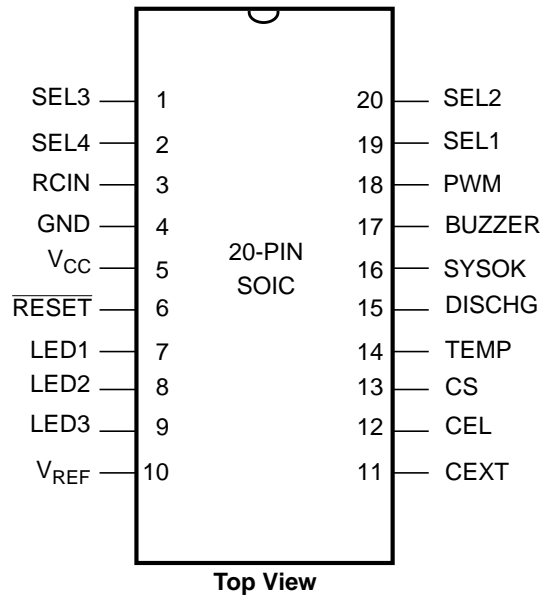 SEL3 1 20 SEL2
SEL4 2 19 SEL1
RCIN 3 18 PWM
GND 4 17 BUZZER
VCC 5 20-PIN SOIC 16 SYSOK
RESET 6 15 DISCHG
LED1 7 14 TEMP
LED2 8 13 CS
LED3 9 12 CEL
VREF 10 11 CEXT
Top View